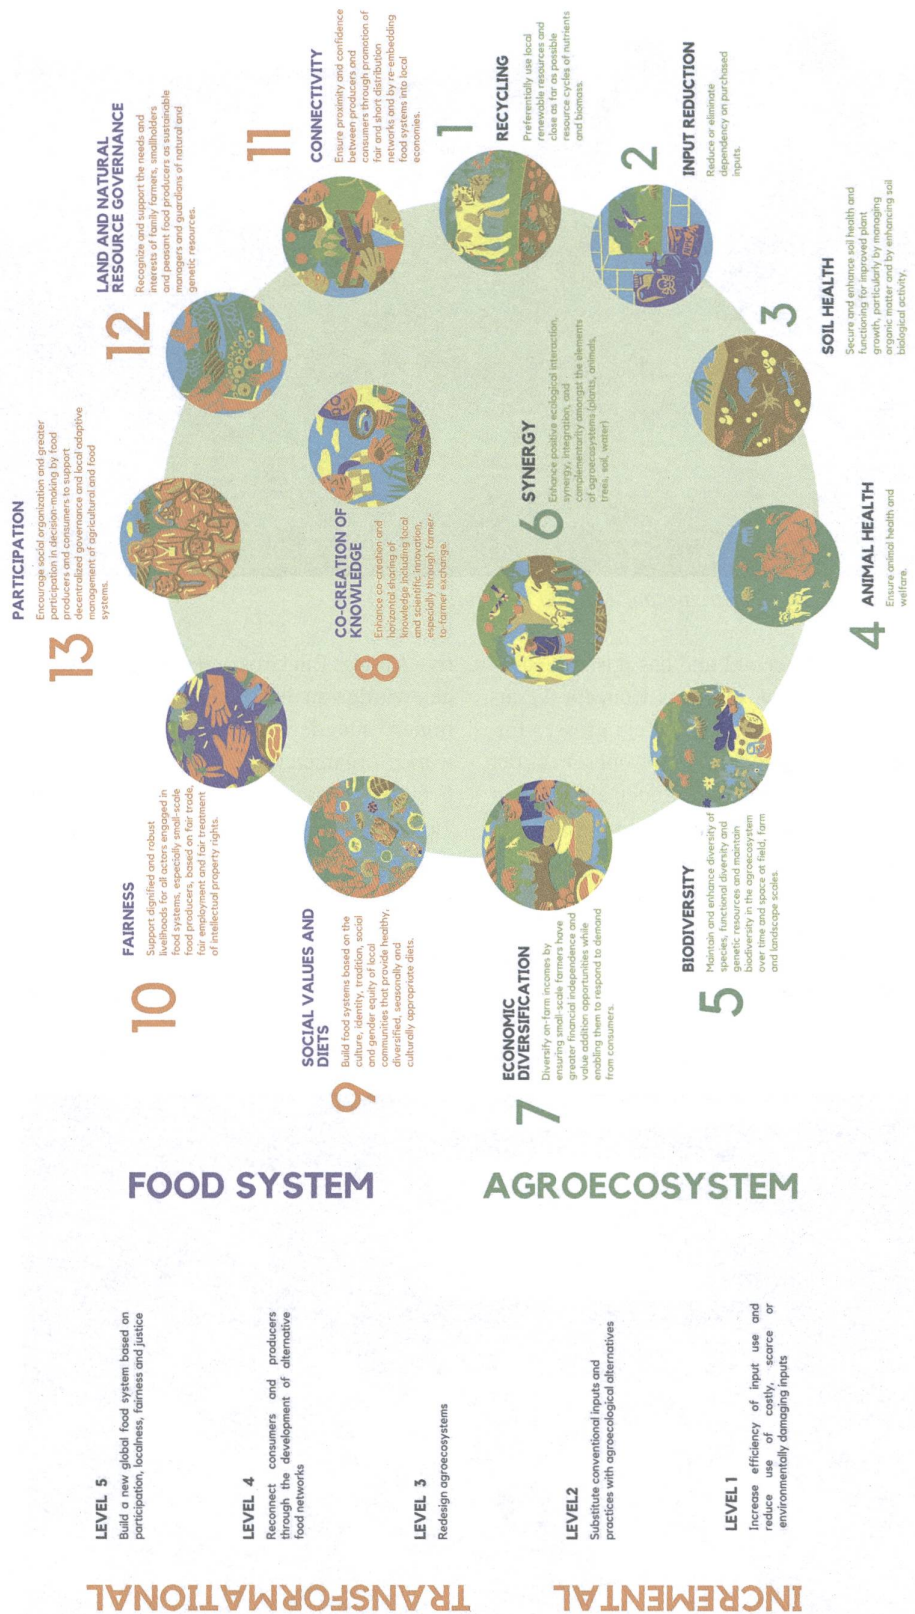 TRANSFORMATIONAL
INCREMENTAL
LEVEL 5
Build a new global food system based on
participation, localness, fairness and justice
LEVEL 4
Reconnect consumers and producers
through the development of alternative
food networks
LEVEL 3
Redesign agroecosystems
LEVEL2
Substitute conventional inputs and
practices with agroecological alternatives
LEVEL 1
Increase efficiency of input use and
reduce use of costly, scarce or
environmentally damaging inputs
FOOD SYSTEM
AGROECOSYSTEM
1
RECYCLING
Preferentially use local
renewable resources and
close as far as possible
resource cycles of nutrients
and biomass.
2
INPUT REDUCTION
Reduce or eliminate
dependency on purchased
inputs.
3
SOIL HEALTH
Secure and enhance soil health and
functioning for improved plant
growth, particularly by managing
organic matter and by enhancing soil
biological activity.
4
ANIMAL HEALTH
Ensure animal health and
welfare.
5
BIODIVERSITY
Maintain and enhance diversity of
species, functional diversity and
genetic resources and maintain
biodiversity in the agroecosystem
over time and space at field, farm
and landscape scales.
6
SYNERGY
Enhance positive ecological interaction,
synergy, integration, and
complementarity amongst the elements
of agroecosystems (plants, animals,
trees, soil, water)
7
ECONOMIC
DIVERSIFICATION
Diversify on-farm incomes by
ensuring small-scale farmers have
greater financial independence and
value addition opportunities while
enabling them to respond to demand
from consumers.
8
CO-CREATION OF
KNOWLEDGE
Enhance co-creation and
horizontal sharing of
knowledge including local
and scientific innovation,
especially through farmer-
to-farmer exchange.
9
SOCIAL VALUES AND
DIETS
Build food systems based on the
culture, identity, tradition, social
and gender equity of local
communities that provide healthy,
diversified, seasonally and
culturally appropriate diets.
10
FAIRNESS
Support dignified and robust
livelihoods for all actors engaged in
food systems, especially small-scale
food producers, based on fair trade,
fair employment and fair treatment
of intellectual property rights.
11
CONNECTIVITY
Ensure proximity and confidence
between producers and
consumers through promotion of
fair and short distribution
networks and by re-embedding
food systems into local
economies.
12
LAND AND NATURAL
RESOURCE GOVERNANCE
Recognize and support the needs and
interests of family farmers, smallholders
and peasant food producers as sustainable
managers and guardians of natural and
genetic resources.
13
PARTICIPATION
Encourage social organization and greater
participation in decision-making by food
producers and consumers to support
decentralized governance and local adaptive
management of agricultural and food
systems.